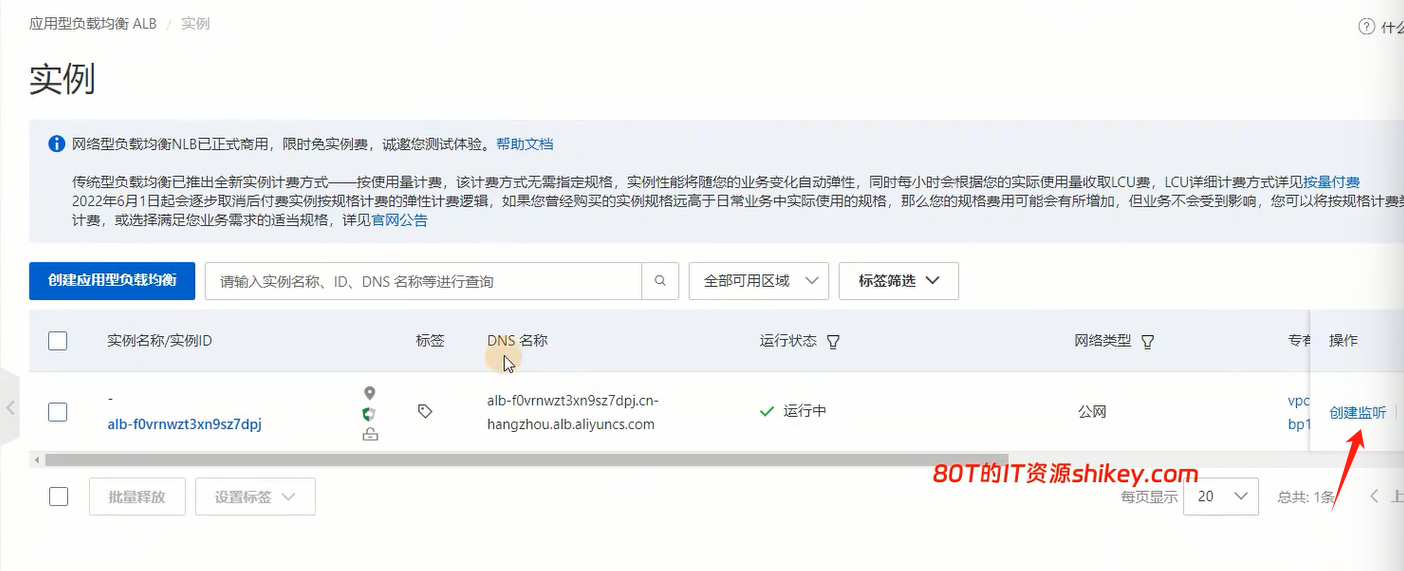 应用型负载均衡 ALB / 实例
什么
实例
网络型负载均衡NLB已正式商用，限时免实例费，诚邀您测试体验。帮助文档
传统型负载均衡已推出全新实例计费方式——按使用量计费，该计费方式无需指定规格，实例性能将随您的业务变化自动弹性，同时每小时会根据您的实际使用量收取LCU费，LCU详细计费方式详见按量付费
2022年6月1日起会逐步取消后付费实例按规格计费的弹性计费逻辑，如果您曾经购买的实例规格远高于日常业务中实际使用的规格，那么您的规格费用可能会有所增加，但业务不会受到影响，您可以将按规格计费
计费，或选择满足您业务需求的适当规格，详见官网公告
创建应用型负载均衡 请输入实例名称、ID、DNS 名称等进行查询 全部可用区域 标签筛选
实例名称/实例ID 标签 DNS 名称 运行状态 网络类型 专有 操作
-
alb-f0vrnwzt3xn9sz7dpj
alb-f0vrnwzt3xn9sz7dpj.cn-
hangzhou.alb.aliyuncs.com
运行中
公网
vpc
bp1
创建监听
80T的IT资源shikey.com
批量释放 设置标签 每页显示 20 总共: 1条 上